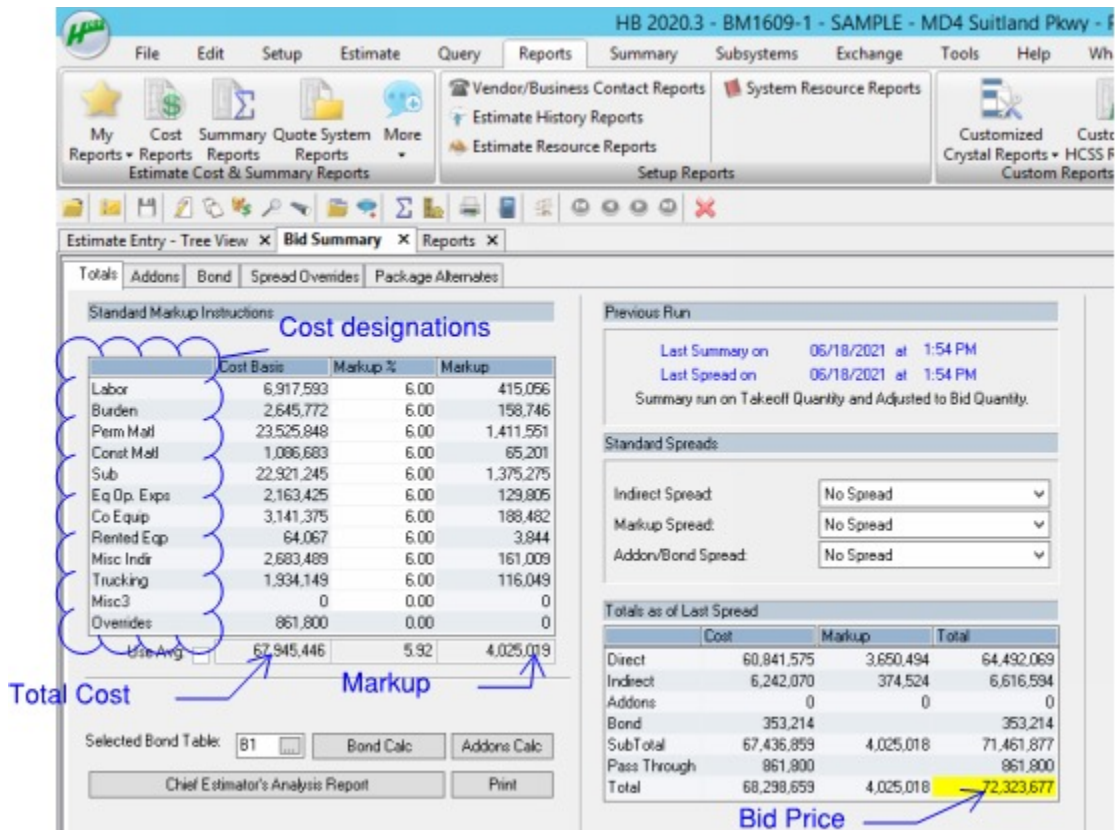 HCSS
HB 2020.3 - BM1609-1 - SAMPLE - MD4 Suitland Pkwy -
File Edit Setup Estimate Query Reports Summary Subsystems Exchange Tools Help Wh
My Reports Cost Reports Summary Reports Quote System Reports More
Estimate Cost & Summary Reports
Vendor/Business Contact Reports
Estimate History Reports
Estimate Resource Reports
System Resource Reports
Setup Reports
Customized Crystal Reports Custo HCSS R
Custom Reports
Estimate Entry - Tree View X Bid Summary X Reports X
Totals Addons Bond Spread Overrides Package Alternates
Standard Markup Instructions
Cost designations
Cost Basis Markup % Markup
Labor 6,917,593 6.00 415,056
Burden 2,645,772 6.00 158,746
Perm Matl 23,525,848 6.00 1,411,551
Const Matl 1,086,683 6.00 65,201
Sub 22,921,245 6.00 1,375,275
Eq Op. Exps 2,163,425 6.00 129,805
Co Equip 3,141,375 6.00 188,482
Rented Eqp 64,067 6.00 3,844
Misc Indir 2,683,489 6.00 161,009
Trucking 1,934,149 6.00 116,049
Misc3 0 0.00 0
Overrides 861,800 0.00 0
Use Avg 67,945,446 5.92 4,025,019
Total Cost
Markup
Selected Bond Table: B1 ... Bond Calc Addons Calc
Chief Estimator's Analysis Report Print
Previous Run
Last Summary on 06/18/2021 at 1:54 PM
Last Spread on 06/18/2021 at 1:54 PM
Summary run on Takeoff Quantity and Adjusted to Bid Quantity.
Standard Spreads
Indirect Spread: No Spread
Markup Spread: No Spread
Addon/Bond Spread: No Spread
Totals as of Last Spread
Cost Markup Total
Direct 60,841,575 3,650,494 64,492,069
Indirect 6,242,070 374,524 6,616,594
Addons 0 0 0
Bond 353,214 353,214
SubTotal 67,436,859 4,025,018 71,461,877
Pass Through 861,800 861,800
Total 68,298,659 4,025,018 72,323,677
Bid Price